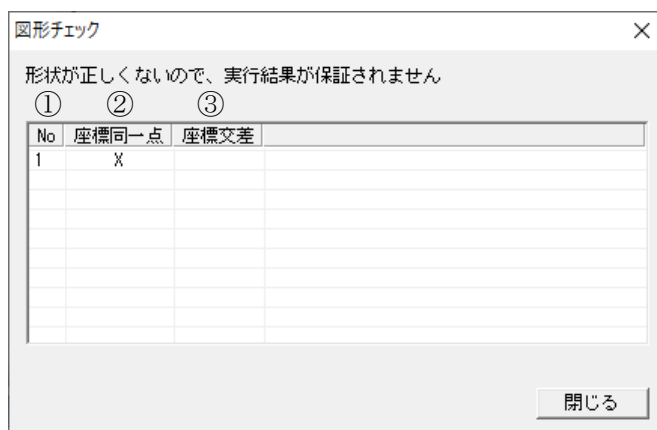 図形チェック
形状が正しくないので、実行結果が保証されません
① ② ③
No 座標同一点 座標交差
1 X
閉じる